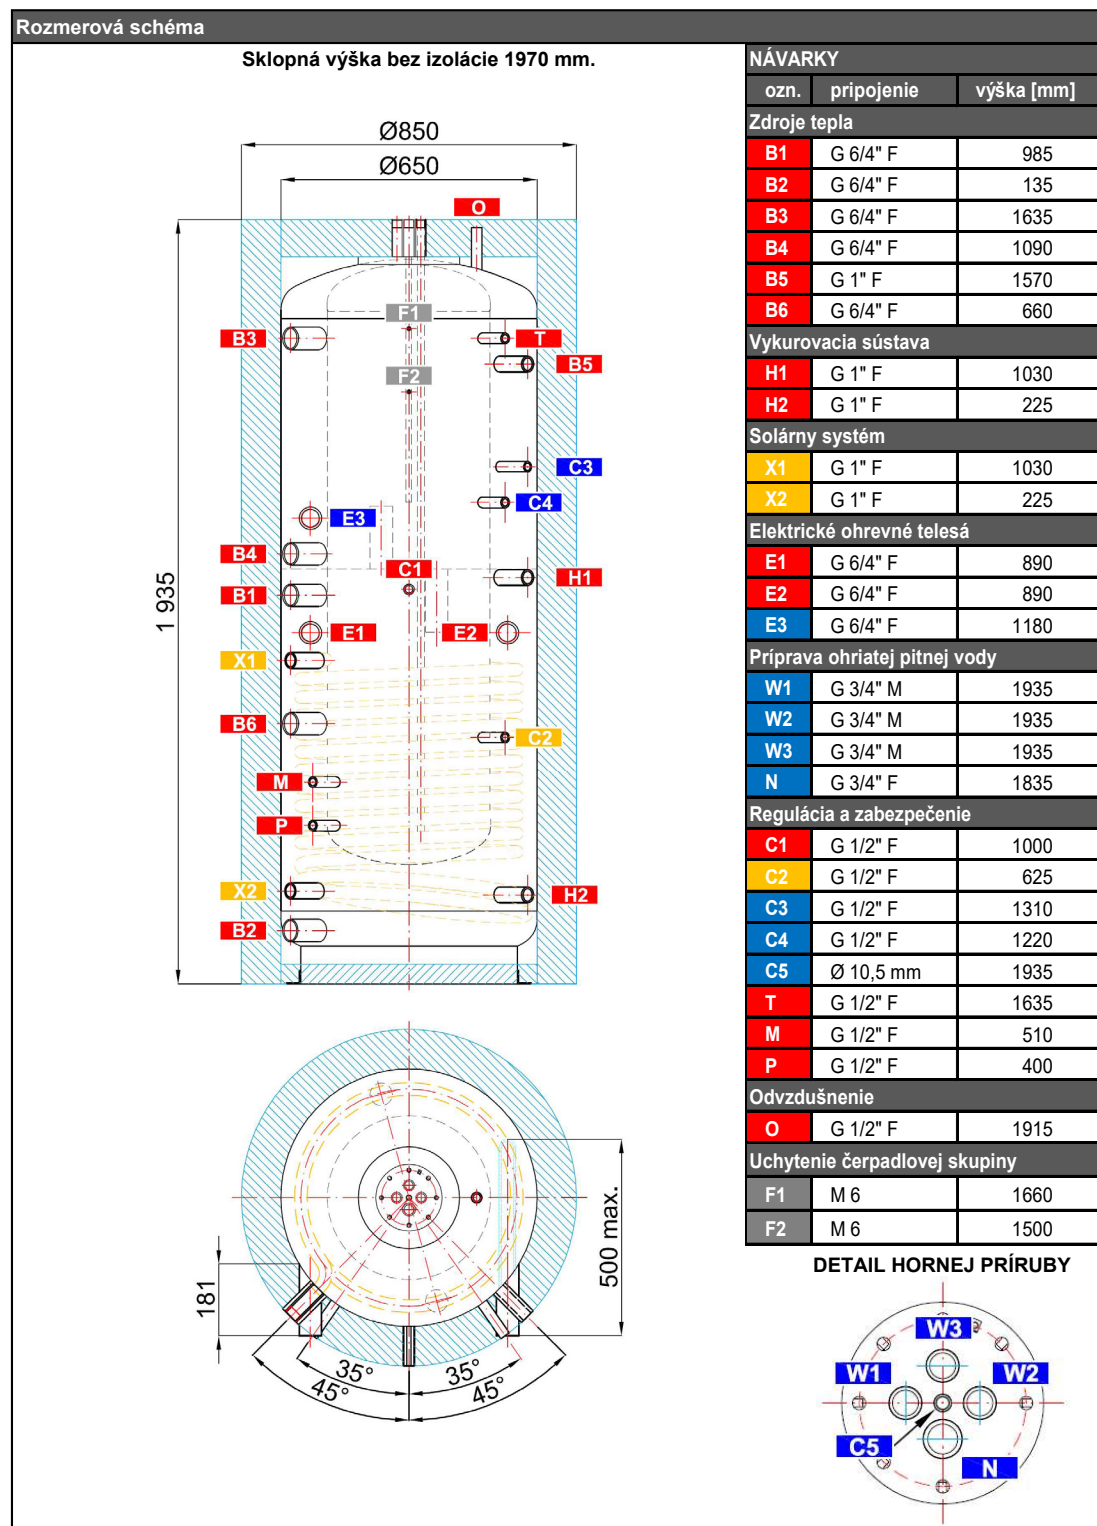 Rozmerová schéma
Sklopná výška bez izolácie 1970 mm.
Ø850
Ø650
O
F1
B3
T
B5
F2
C3
C4
E3
B4
C1
H1
B1
E1
E2
X1
B6
C2
M
P
X2
H2
B2
1 935
181
500 max.
35°
35°
45°
45°
NÁVARKY
ozn. pripojenie výška [mm]
Zdroje tepla
B1 G 6/4" F 985
B2 G 6/4" F 135
B3 G 6/4" F 1635
B4 G 6/4" F 1090
B5 G 1" F 1570
B6 G 6/4" F 660
Vykurovacia sústava
H1 G 1" F 1030
H2 G 1" F 225
Solárny systém
X1 G 1" F 1030
X2 G 1" F 225
Elektrické ohrevné telesá
E1 G 6/4" F 890
E2 G 6/4" F 890
E3 G 6/4" F 1180
Príprava ohriatej pitnej vody
W1 G 3/4" M 1935
W2 G 3/4" M 1935
W3 G 3/4" M 1935
N G 3/4" F 1835
Regulácia a zabezpečenie
C1 G 1/2" F 1000
C2 G 1/2" F 625
C3 G 1/2" F 1310
C4 G 1/2" F 1220
C5 Ø 10,5 mm 1935
T G 1/2" F 1635
M G 1/2" F 510
P G 1/2" F 400
Odvzdušnenie
O G 1/2" F 1915
Uchytenie čerpadlovej skupiny
F1 M 6 1660
F2 M 6 1500
DETAIL HORNEJ PRÍRUBY
W3
W1
W2
C5
N